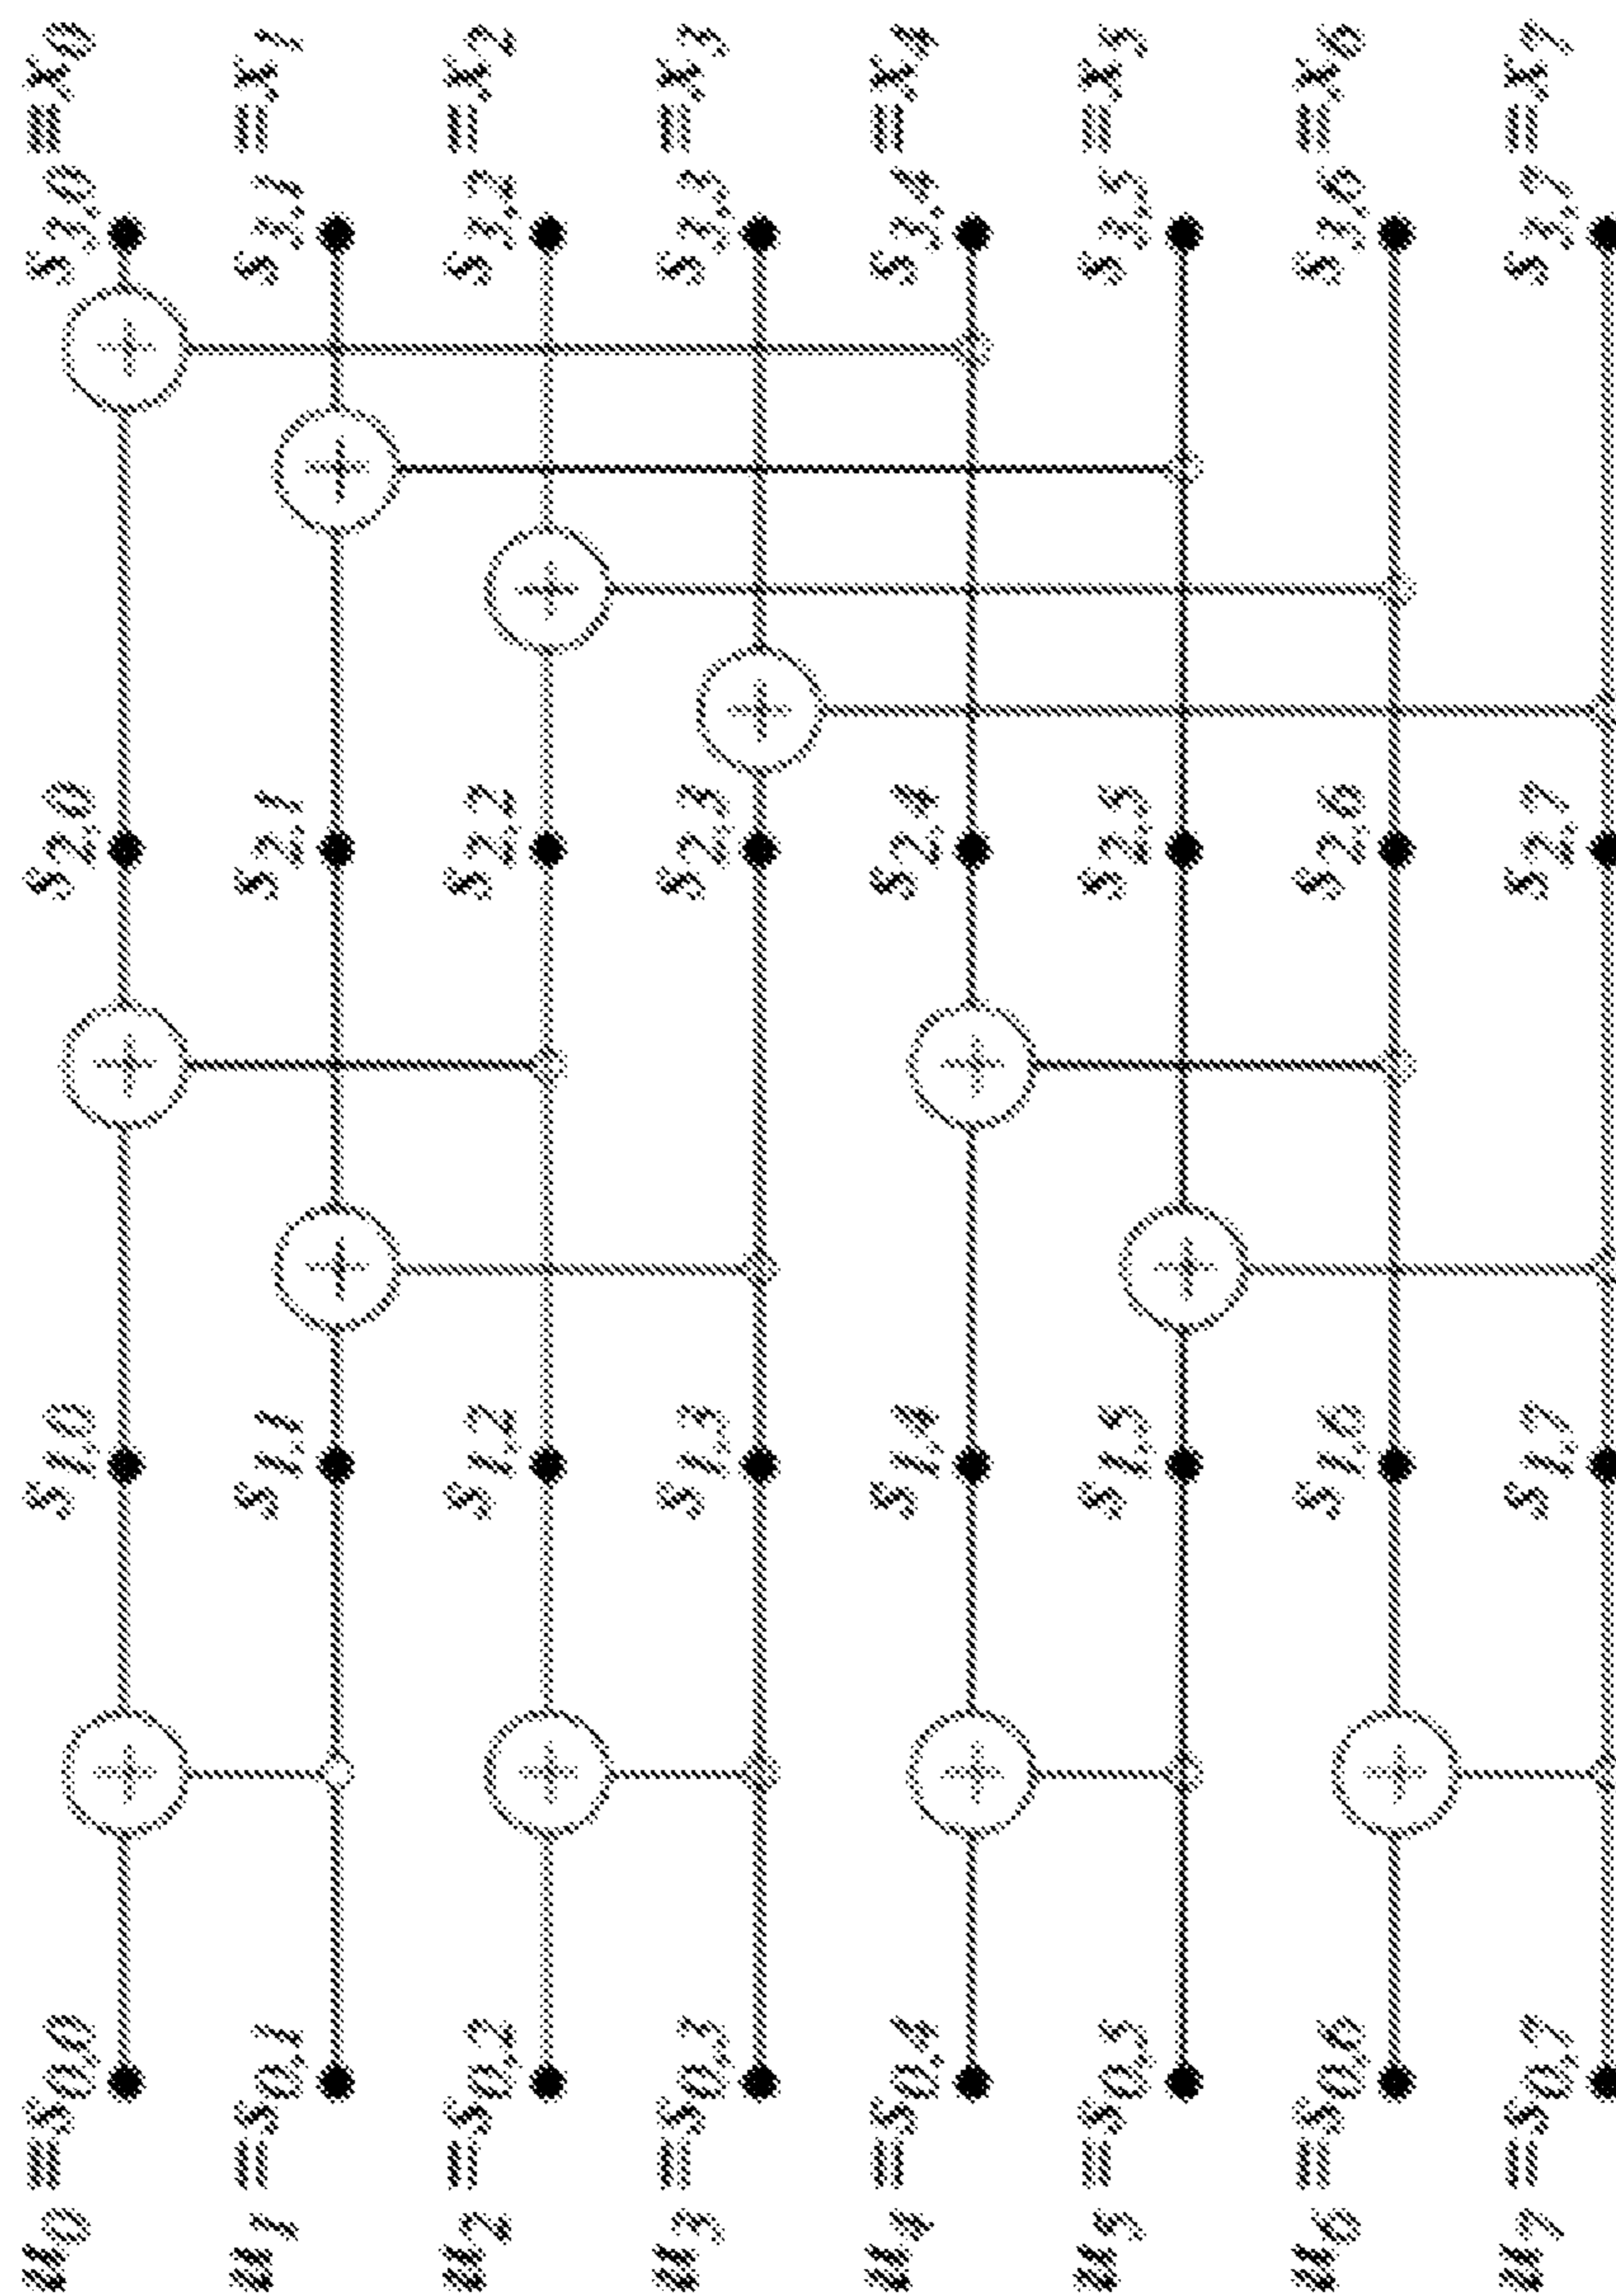 u0 =s0,0 s1,0 s2,0 s3,0 =x0
u1 =s0,1 s1,1 s2,1 s3,1 =x1
u2 =s0,2 s1,2 s2,2 s3,2 =x2
u3 =s0,3 s1,3 s2,3 s3,3 =x3
u4 =s0,4 s1,4 s2,4 s3,4 =x4
u5 =s0,5 s1,5 s2,5 s3,5 =x5
u6 =s0,6 s1,6 s2,6 s3,6 =x6
u7 =s0,7 s1,7 s2,7 s3,7 =x7